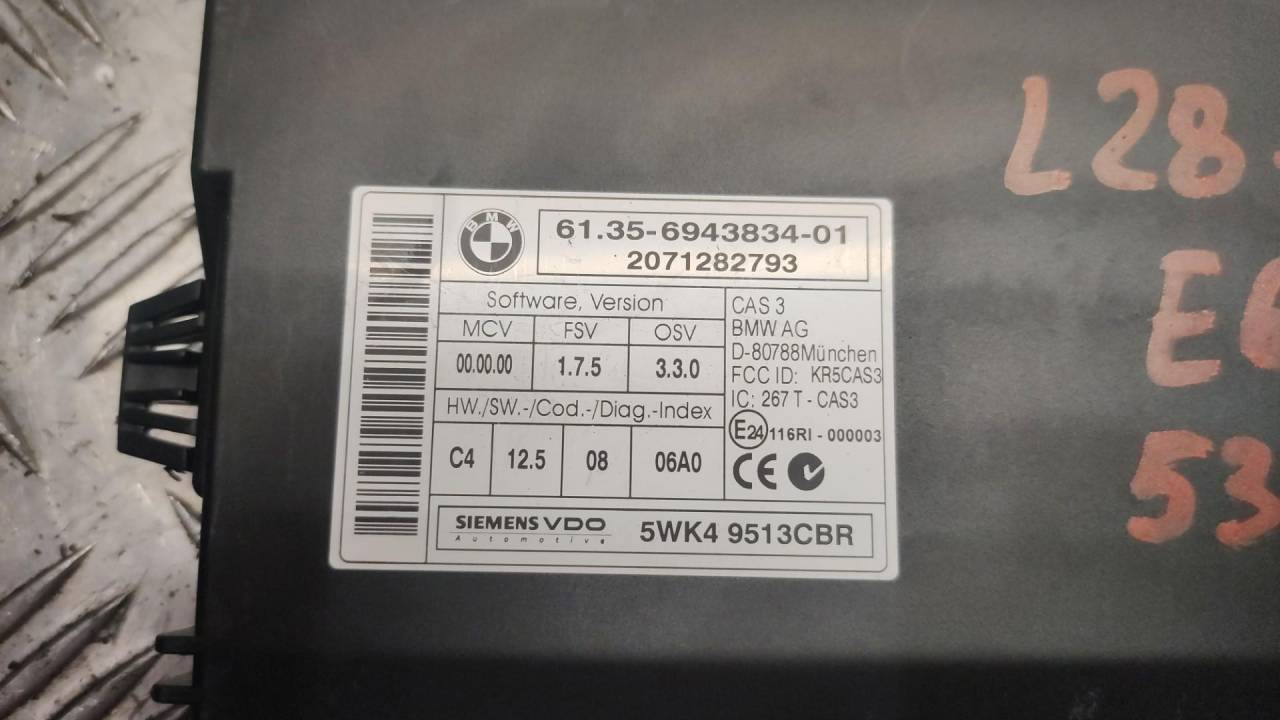 BMW
61.35-6943834-01
2071282793
Software, Version
MCV FSV OSV
00.00.00 1.7.5 3.3.0
HW./SW.-/Cod.-/Diag.-Index
C4 12.5 08 06A0
CAS 3
BMW AG
D-80788München
FCC ID: KR5CAS3
IC: 267 T - CAS3
E24 116RI - 000003
CE
SIEMENS VDO
Automotive
5WK4 9513CBR
L28
53